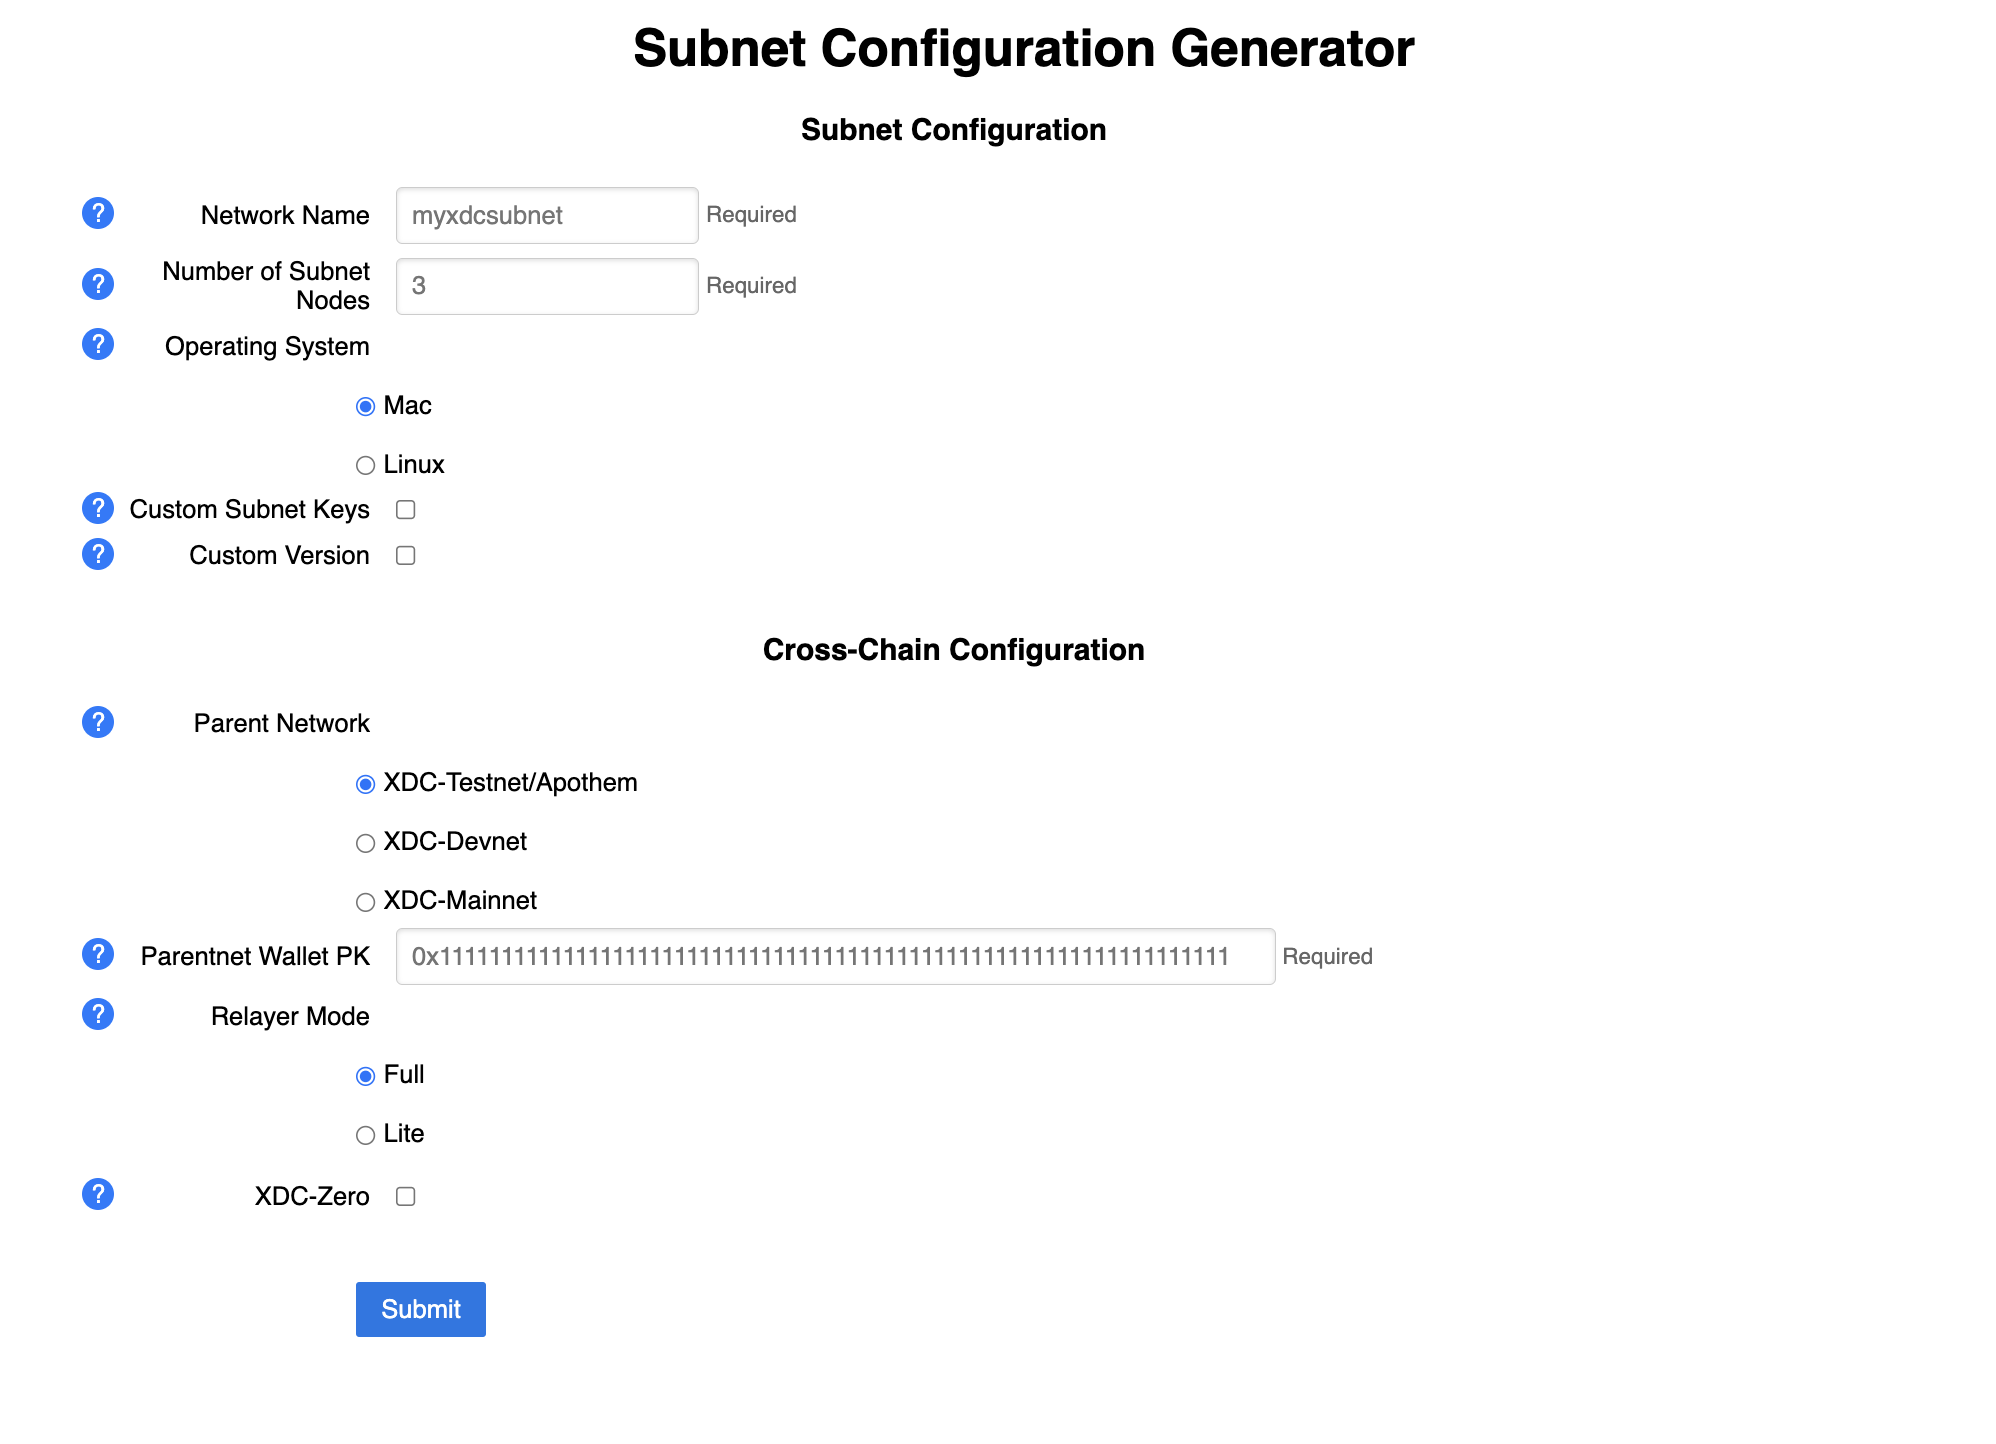 Subnet Configuration Generator
Subnet Configuration
? Network Name myxdcsubnet Required
? Number of Subnet
Nodes 3 Required
? Operating System
Mac
Linux
? Custom Subnet Keys
? Custom Version
Cross-Chain Configuration
? Parent Network
XDC-Testnet/Apothem
XDC-Devnet
XDC-Mainnet
? Parentnet Wallet PK 0x1111111111111111111111111111111111111111111111111111111111111111 Required
? Relayer Mode
Full
Lite
? XDC-Zero
Submit